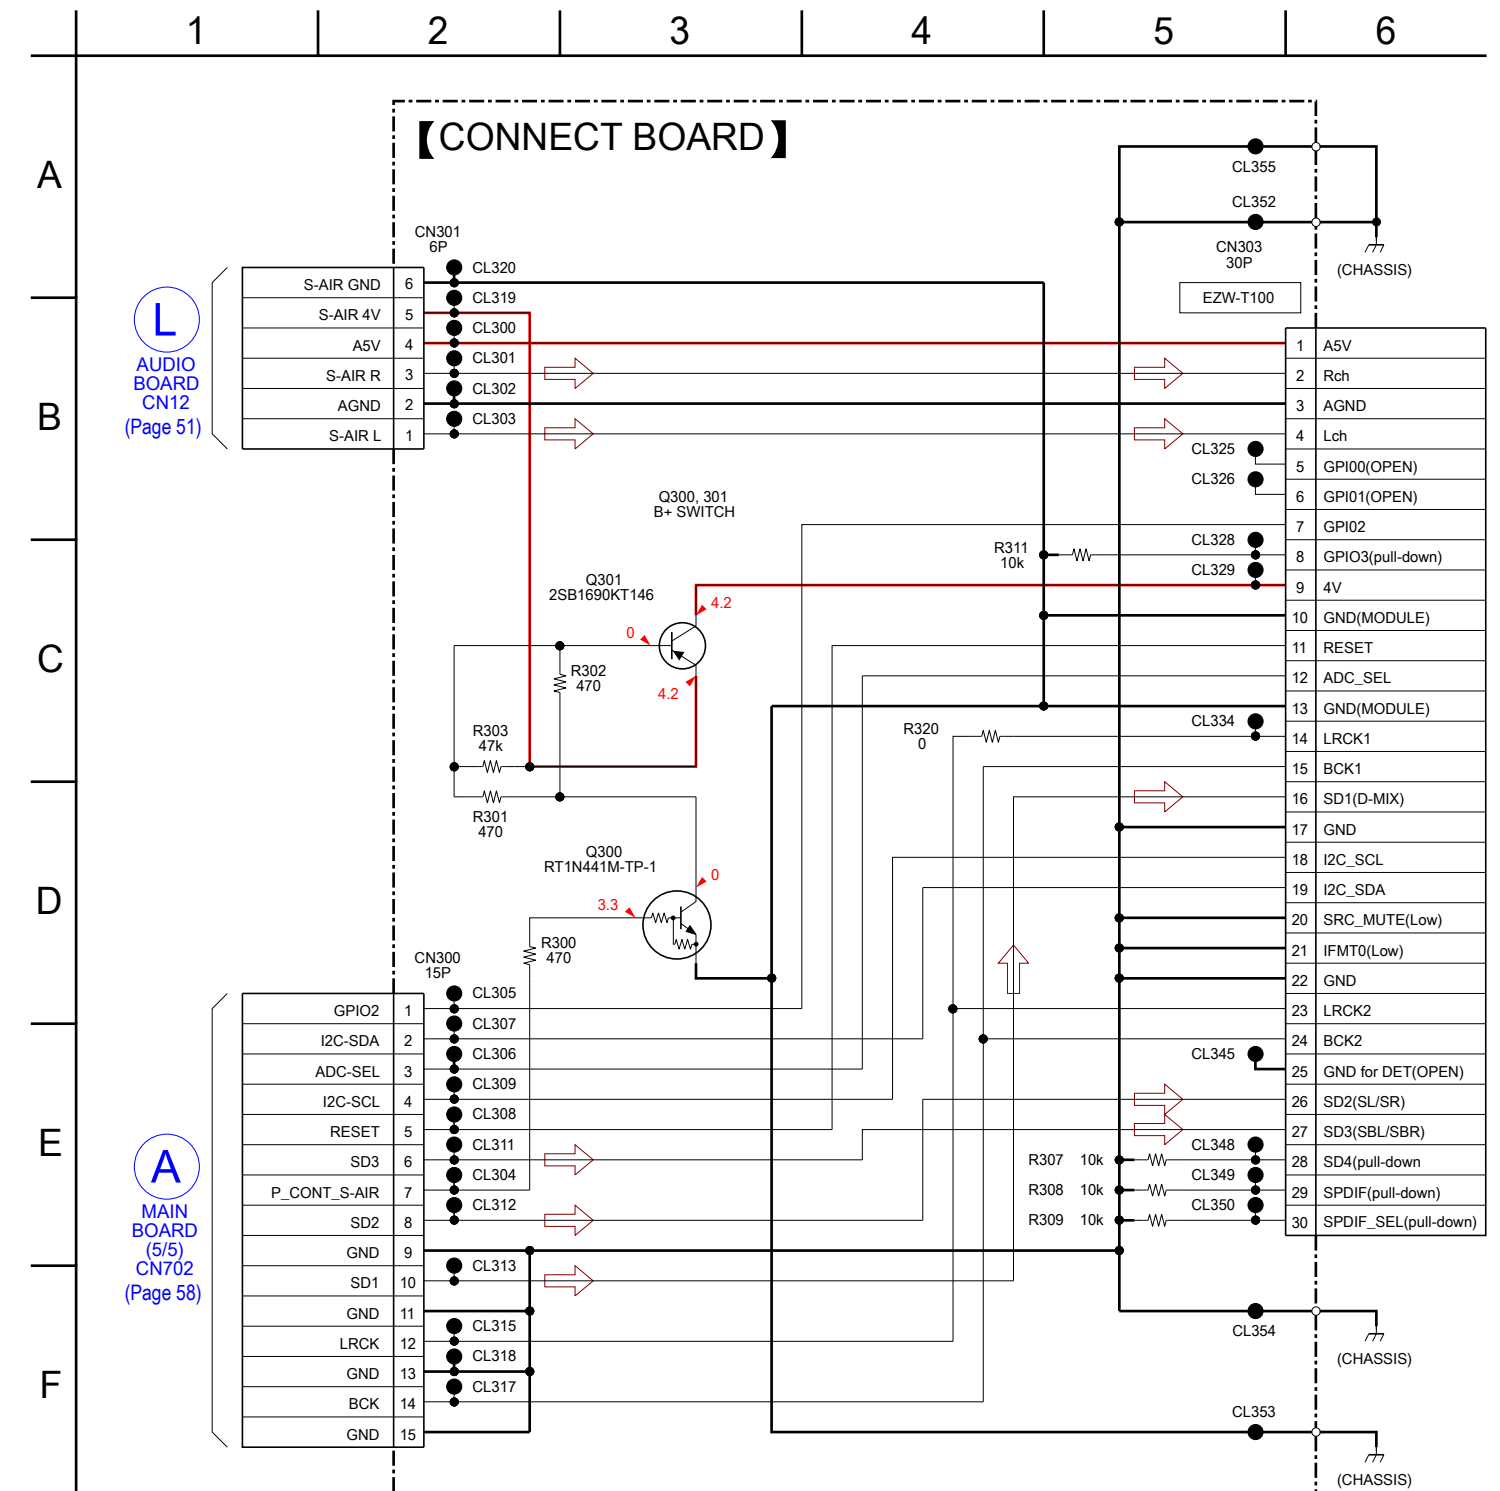 1 2 3 4 5 6
A
B
C
D
E
F
【CONNECT BOARD】
CL355
CL352
CN303
30P
(CHASSIS)
EZW-T100
CN301
6P
L
AUDIO
BOARD
CN12
(Page 51)
S-AIR GND 6 CL320
S-AIR 4V 5 CL319
A5V 4 CL300
S-AIR R 3 CL301
AGND 2 CL302
S-AIR L 1 CL303
1 A5V
2 Rch
3 AGND
4 Lch
CL325 5 GPI00(OPEN)
CL326 6 GPI01(OPEN)
7 GPI02
R311
10k
CL328 8 GPIO3(pull-down)
CL329 9 4V
10 GND(MODULE)
11 RESET
12 ADC_SEL
13 GND(MODULE)
R320
0
CL334 14 LRCK1
15 BCK1
16 SD1(D-MIX)
17 GND
18 I2C_SCL
19 I2C_SDA
20 SRC_MUTE(Low)
21 IFMT0(Low)
22 GND
23 LRCK2
24 BCK2
CL345 25 GND for DET(OPEN)
26 SD2(SL/SR)
27 SD3(SBL/SBR)
R307 10k CL348 28 SD4(pull-down
R308 10k CL349 29 SPDIF(pull-down)
R309 10k CL350 30 SPDIF_SEL(pull-down)
Q300, 301
B+ SWITCH
Q301
2SB1690KT146
4.2
0
4.2
R302
470
R303
47k
R301
470
Q300
RT1N441M-TP-1
0
3.3
R300
470
CN300
15P
A
MAIN
BOARD
(5/5)
CN702
(Page 58)
GPIO2 1 CL305
I2C-SDA 2 CL307
ADC-SEL 3 CL306
I2C-SCL 4 CL309
RESET 5 CL308
SD3 6 CL311
P_CONT_S-AIR 7 CL304
SD2 8 CL312
GND 9
SD1 10 CL313
GND 11
LRCK 12 CL315
GND 13 CL318
BCK 14 CL317
GND 15
CL354
(CHASSIS)
CL353
(CHASSIS)